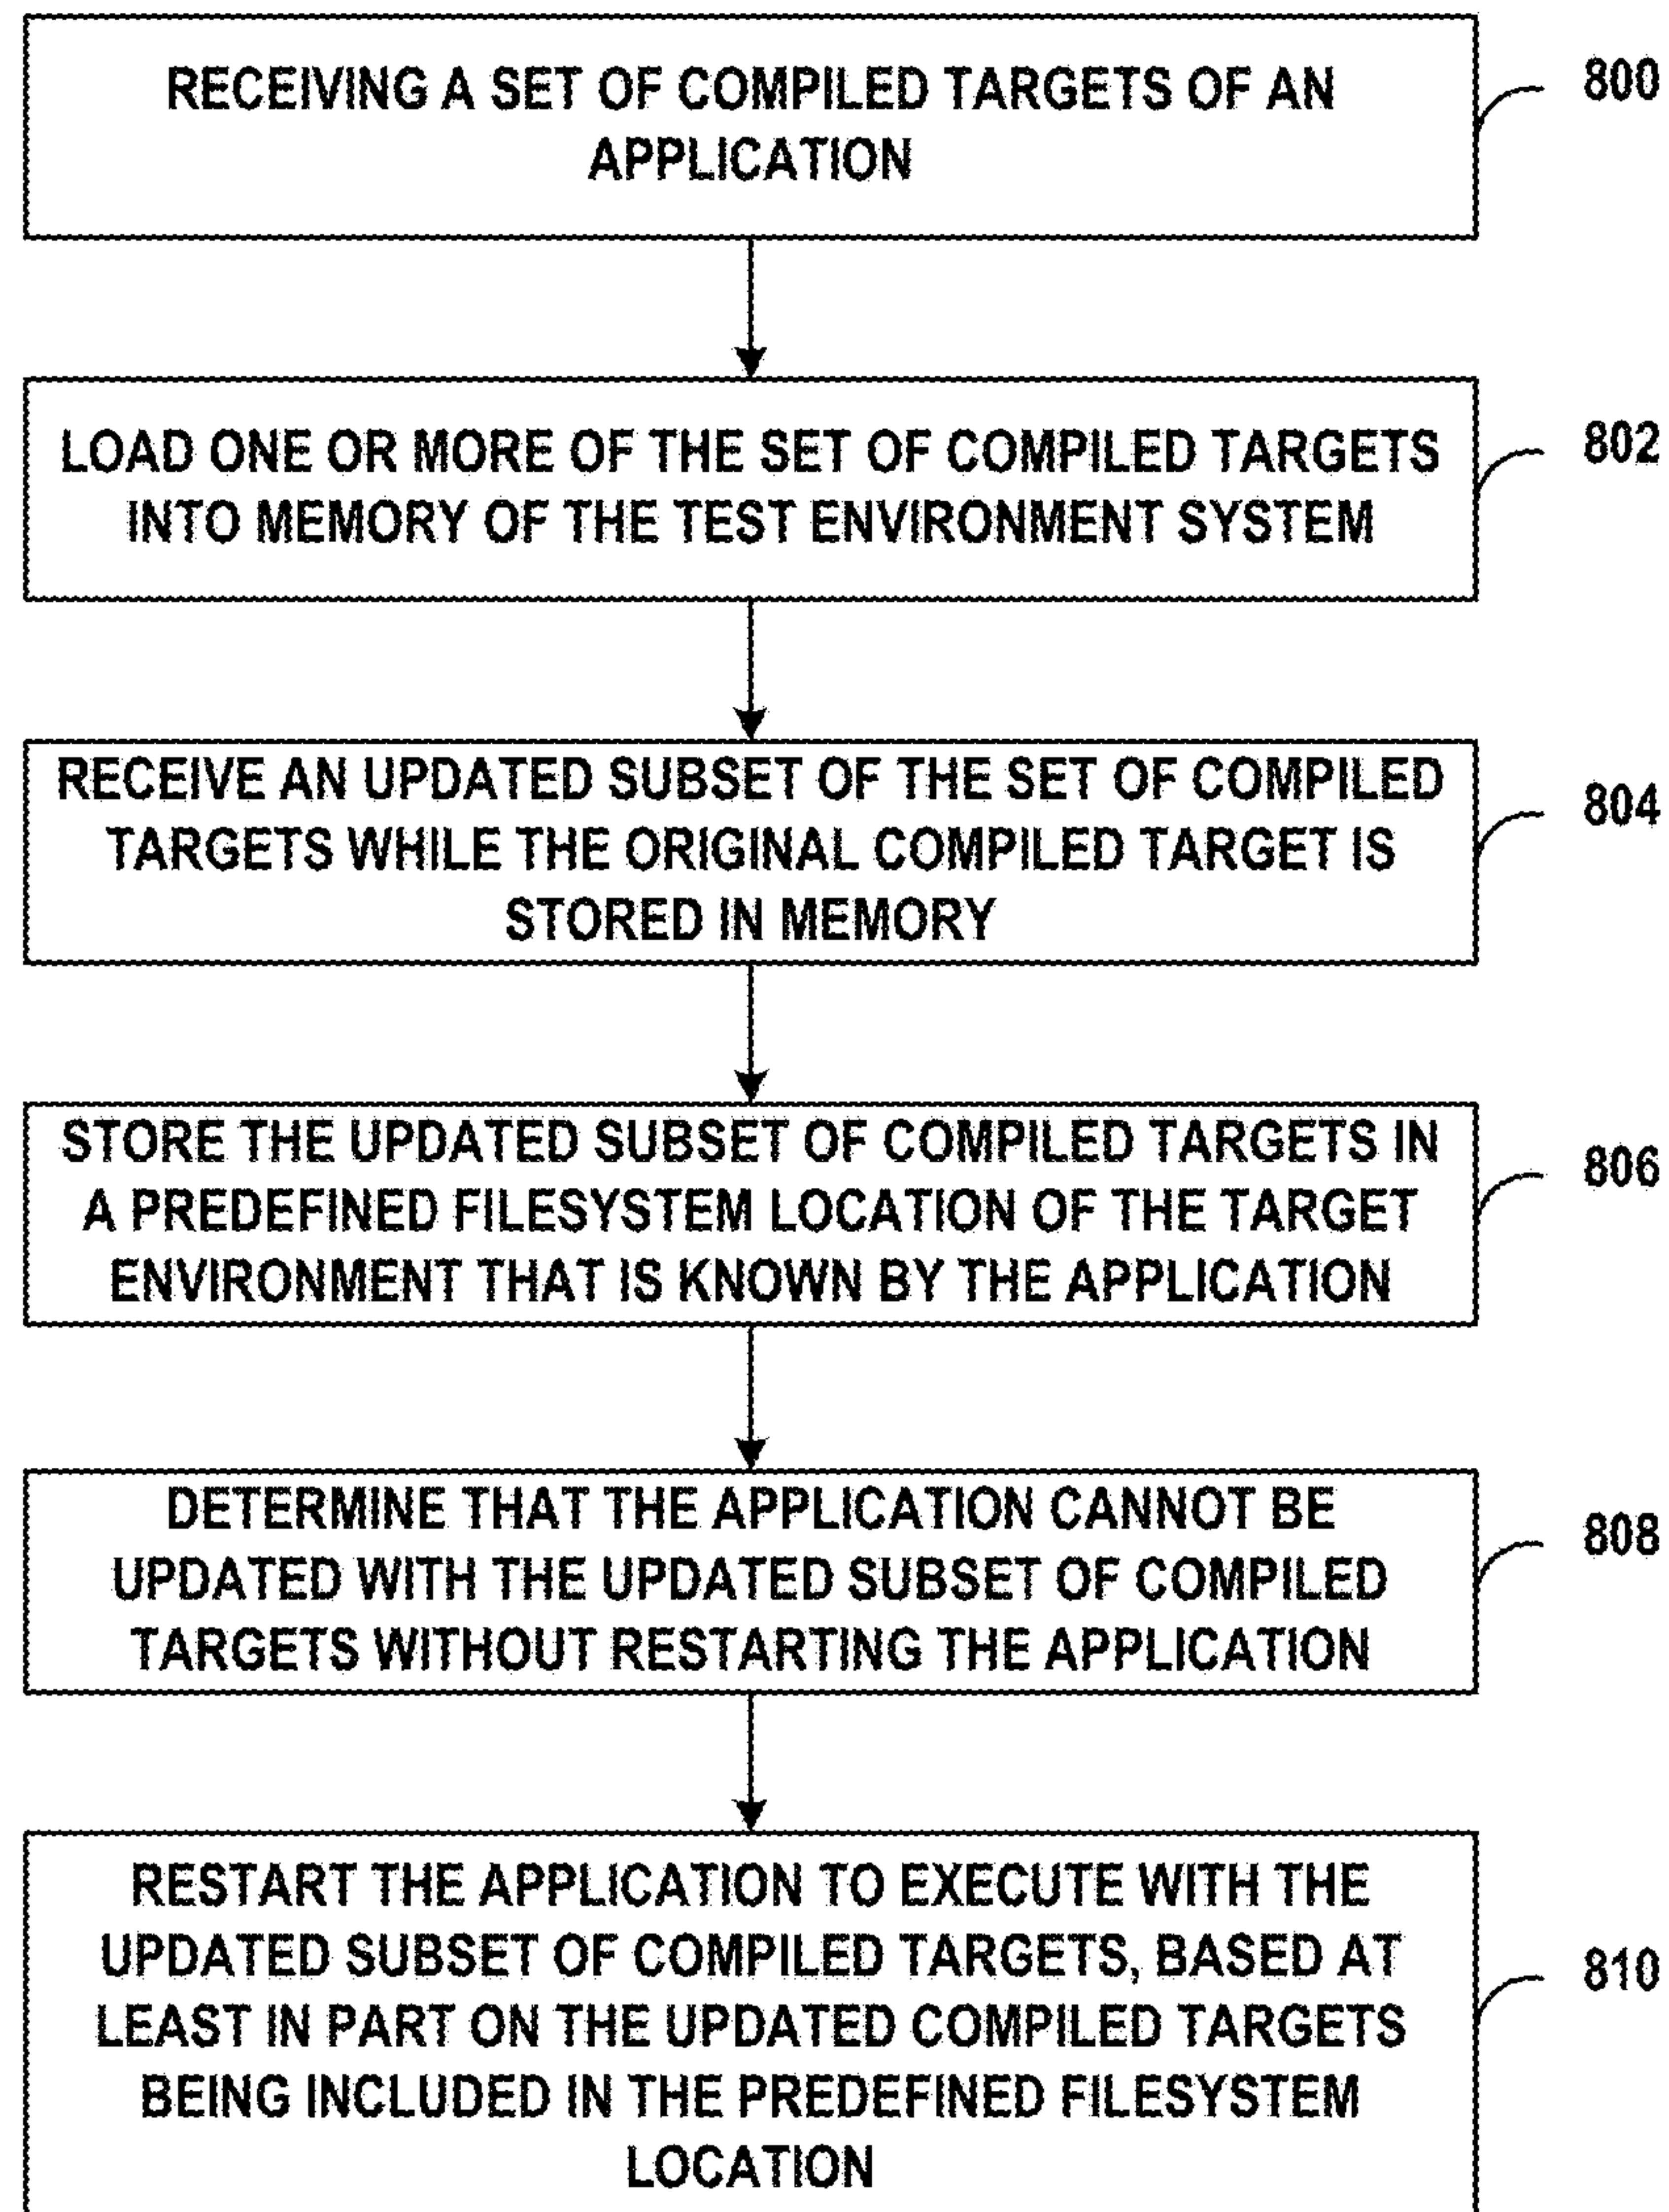 RECEIVING A SET OF COMPILED TARGETS OF AN
APPLICATION
800
LOAD ONE OR MORE OF THE SET OF COMPILED TARGETS
INTO MEMORY OF THE TEST ENVIRONMENT SYSTEM
802
RECEIVE AN UPDATED SUBSET OF THE SET OF COMPILED
TARGETS WHILE THE ORIGINAL COMPILED TARGET IS
STORED IN MEMORY
804
STORE THE UPDATED SUBSET OF COMPILED TARGETS IN
A PREDEFINED FILESYSTEM LOCATION OF THE TARGET
ENVIRONMENT THAT IS KNOWN BY THE APPLICATION
806
DETERMINE THAT THE APPLICATION CANNOT BE
UPDATED WITH THE UPDATED SUBSET OF COMPILED
TARGETS WITHOUT RESTARTING THE APPLICATION
808
RESTART THE APPLICATION TO EXECUTE WITH THE
UPDATED SUBSET OF COMPILED TARGETS, BASED AT
LEAST IN PART ON THE UPDATED COMPILED TARGETS
BEING INCLUDED IN THE PREDEFINED FILESYSTEM
LOCATION
810